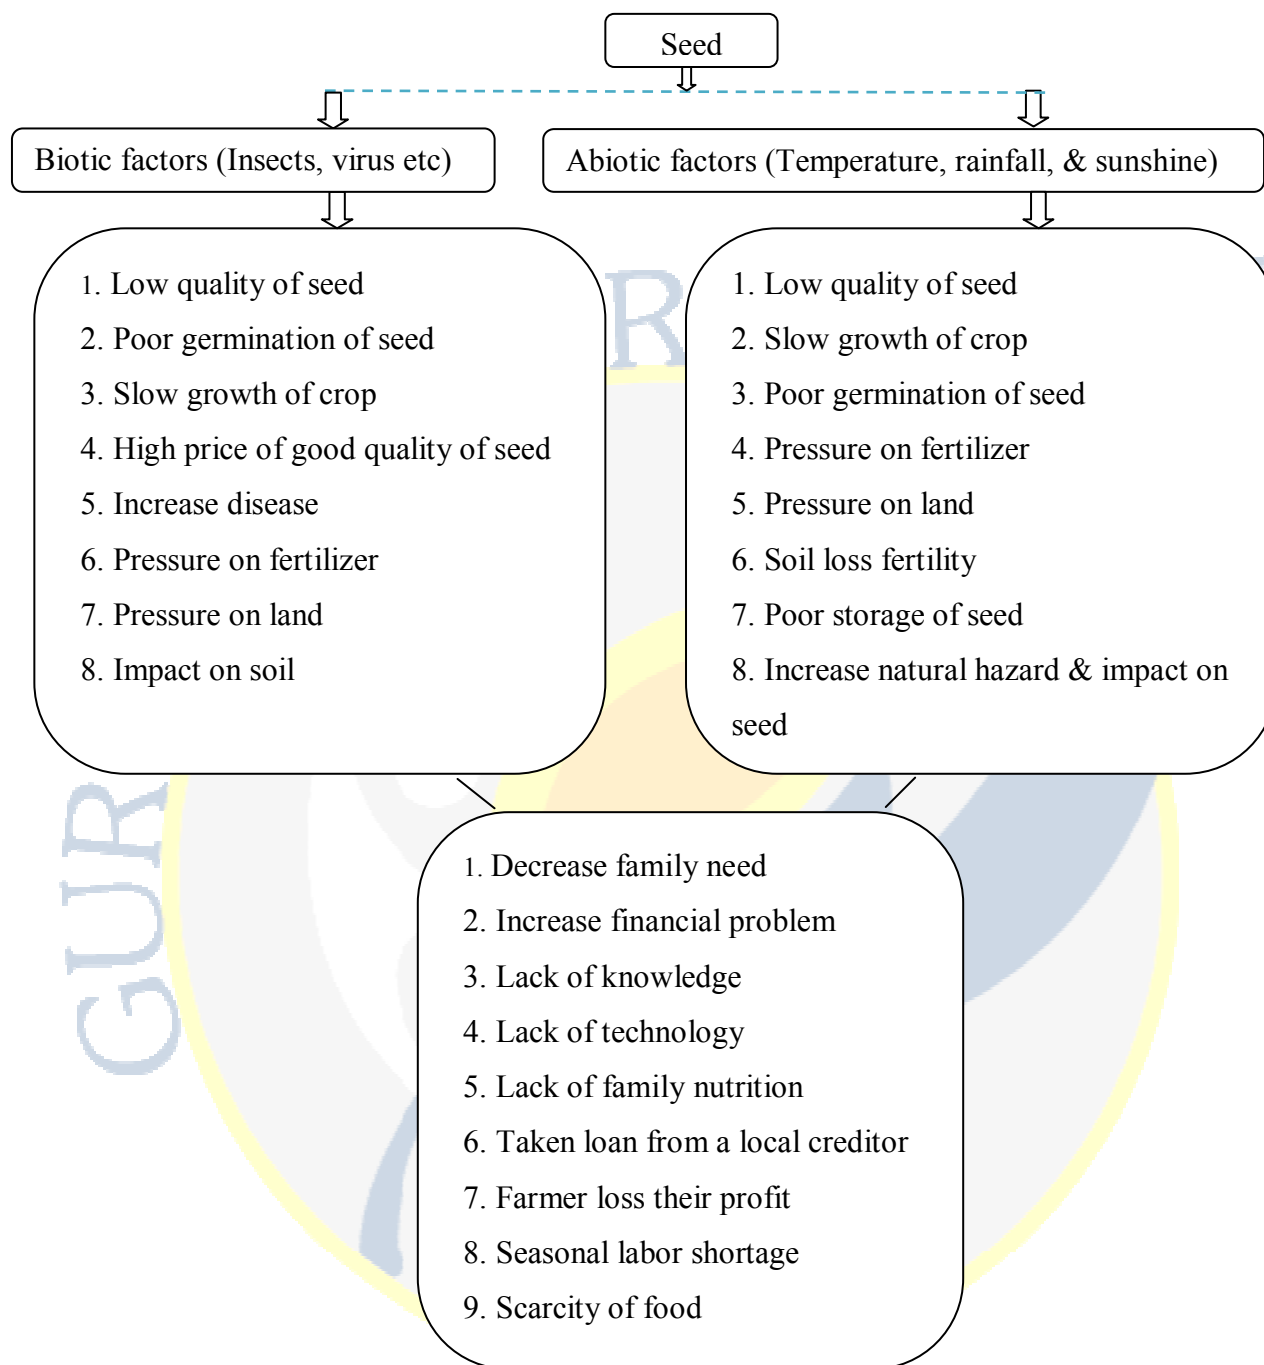 Seed
Biotic factors (Insects, virus etc)
Abiotic factors (Temperature, rainfall, & sunshine)
1. Low quality of seed
2. Poor germination of seed
3. Slow growth of crop
4. High price of good quality of seed
5. Increase disease
6. Pressure on fertilizer
7. Pressure on land
8. Impact on soil
1. Low quality of seed
2. Slow growth of crop
3. Poor germination of seed
4. Pressure on fertilizer
5. Pressure on land
6. Soil loss fertility
7. Poor storage of seed
8. Increase natural hazard & impact on
seed
1. Decrease family need
2. Increase financial problem
3. Lack of knowledge
4. Lack of technology
5. Lack of family nutrition
6. Taken loan from a local creditor
7. Farmer loss their profit
8. Seasonal labor shortage
9. Scarcity of food
GUR
R